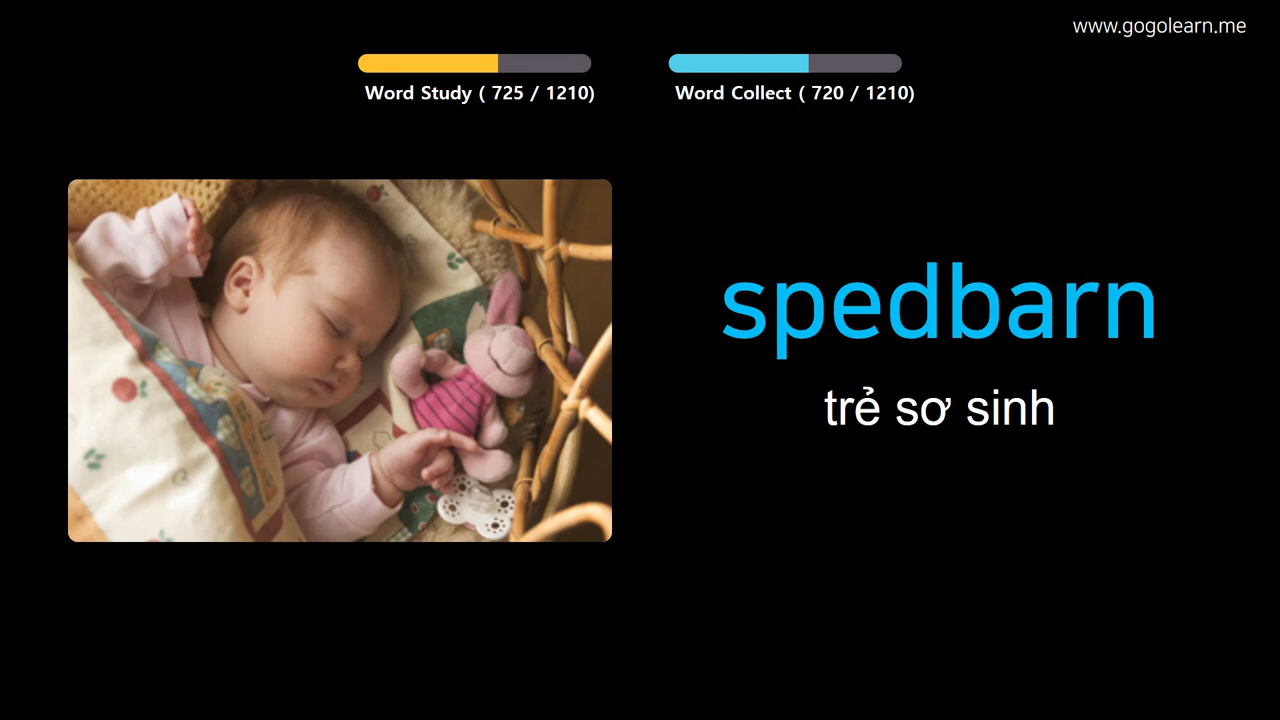 www.gogolearn.me
Word Study ( 725 / 1210)
Word Collect ( 720 / 1210)
spedbarn
trẻ sơ sinh